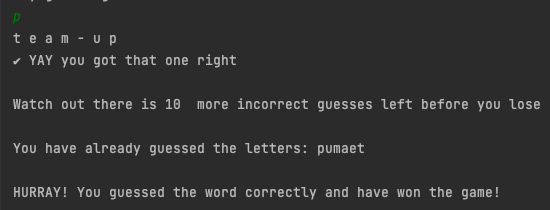 p
t e a m - u p
✔ YAY you got that one right
Watch out there is 10  more incorrect guesses left before you lose
You have already guessed the letters: pumaet
HURRAY! You guessed the word correctly and have won the game!